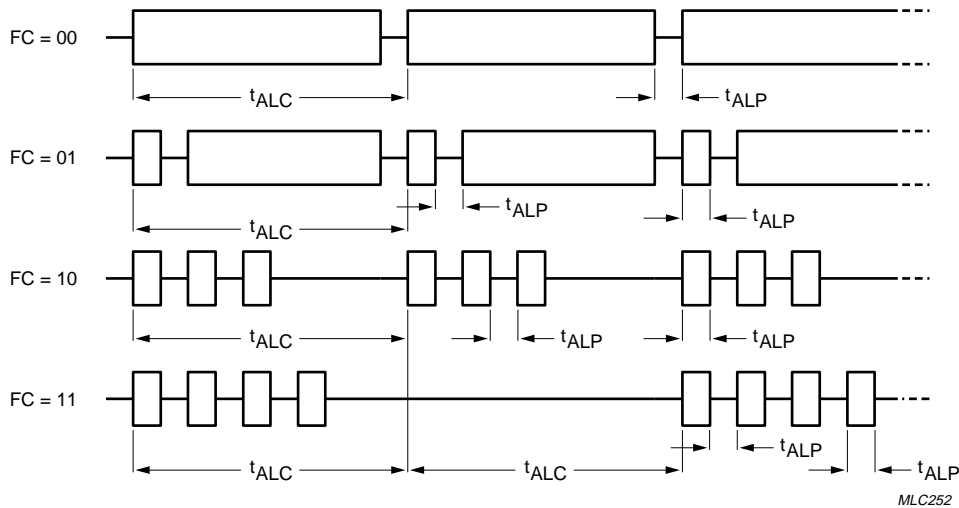 FC = 00
tALC
tALP
FC = 01
tALP
tALP
tALC
FC = 10
tALC
tALP
tALP
FC = 11
tALP
tALC
tALC
tALP
MLC252